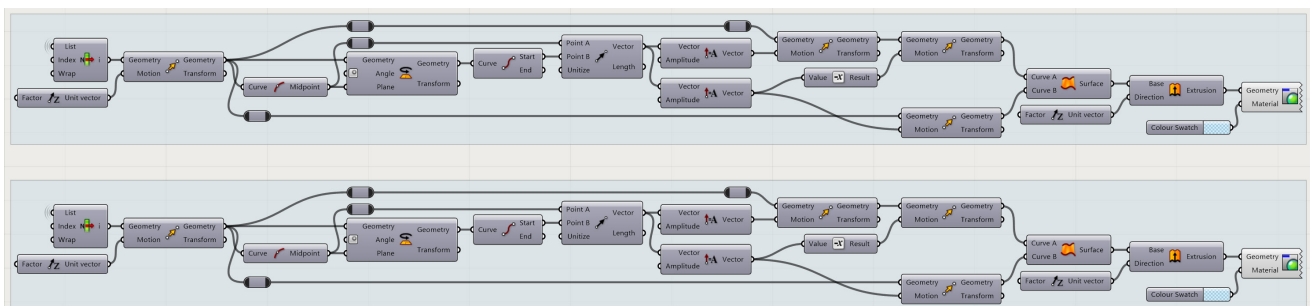 List
Index
i
Wrap
Factor
Unit vector
Geometry
Motion
Geometry
Transform
Curve
Midpoint
Geometry
Angle
Plane
Geometry
Transform
Curve
Start
End
Point A
Point B
Unitize
Vector
Length
Vector
Amplitude
Vector
Vector
Amplitude
Vector
Geometry
Motion
Geometry
Transform
Value
-X
Result
Geometry
Motion
Geometry
Transform
Geometry
Motion
Geometry
Transform
Curve A
Curve B
Surface
Factor
Unit vector
Base
Direction
Extrusion
Colour Swatch
Geometry
Material
List
Index
i
Wrap
Factor
Unit vector
Geometry
Motion
Geometry
Transform
Curve
Midpoint
Geometry
Angle
Plane
Geometry
Transform
Curve
Start
End
Point A
Point B
Unitize
Vector
Length
Vector
Amplitude
Vector
Vector
Amplitude
Vector
Geometry
Motion
Geometry
Transform
Value
-X
Result
Geometry
Motion
Geometry
Transform
Geometry
Motion
Geometry
Transform
Curve A
Curve B
Surface
Factor
Unit vector
Base
Direction
Extrusion
Colour Swatch
Geometry
Material